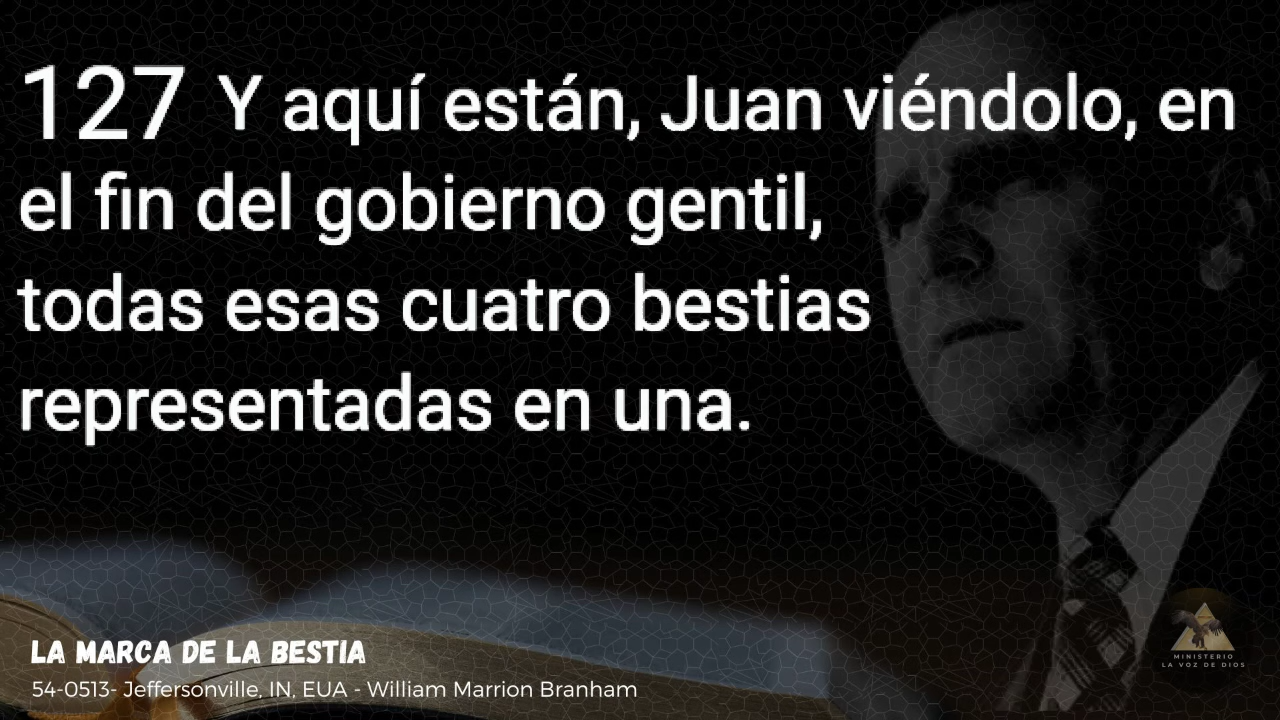 127 Y aquí están, Juan viéndolo, en
el fin del gobierno gentil,
todas esas cuatro bestias
representadas en una.
LA MARCA DE LA BESTIA
54-0513- Jeffersonville, IN, EUA - William Marrion Branham
MINISTERIO
LA VOZ DE DIOS